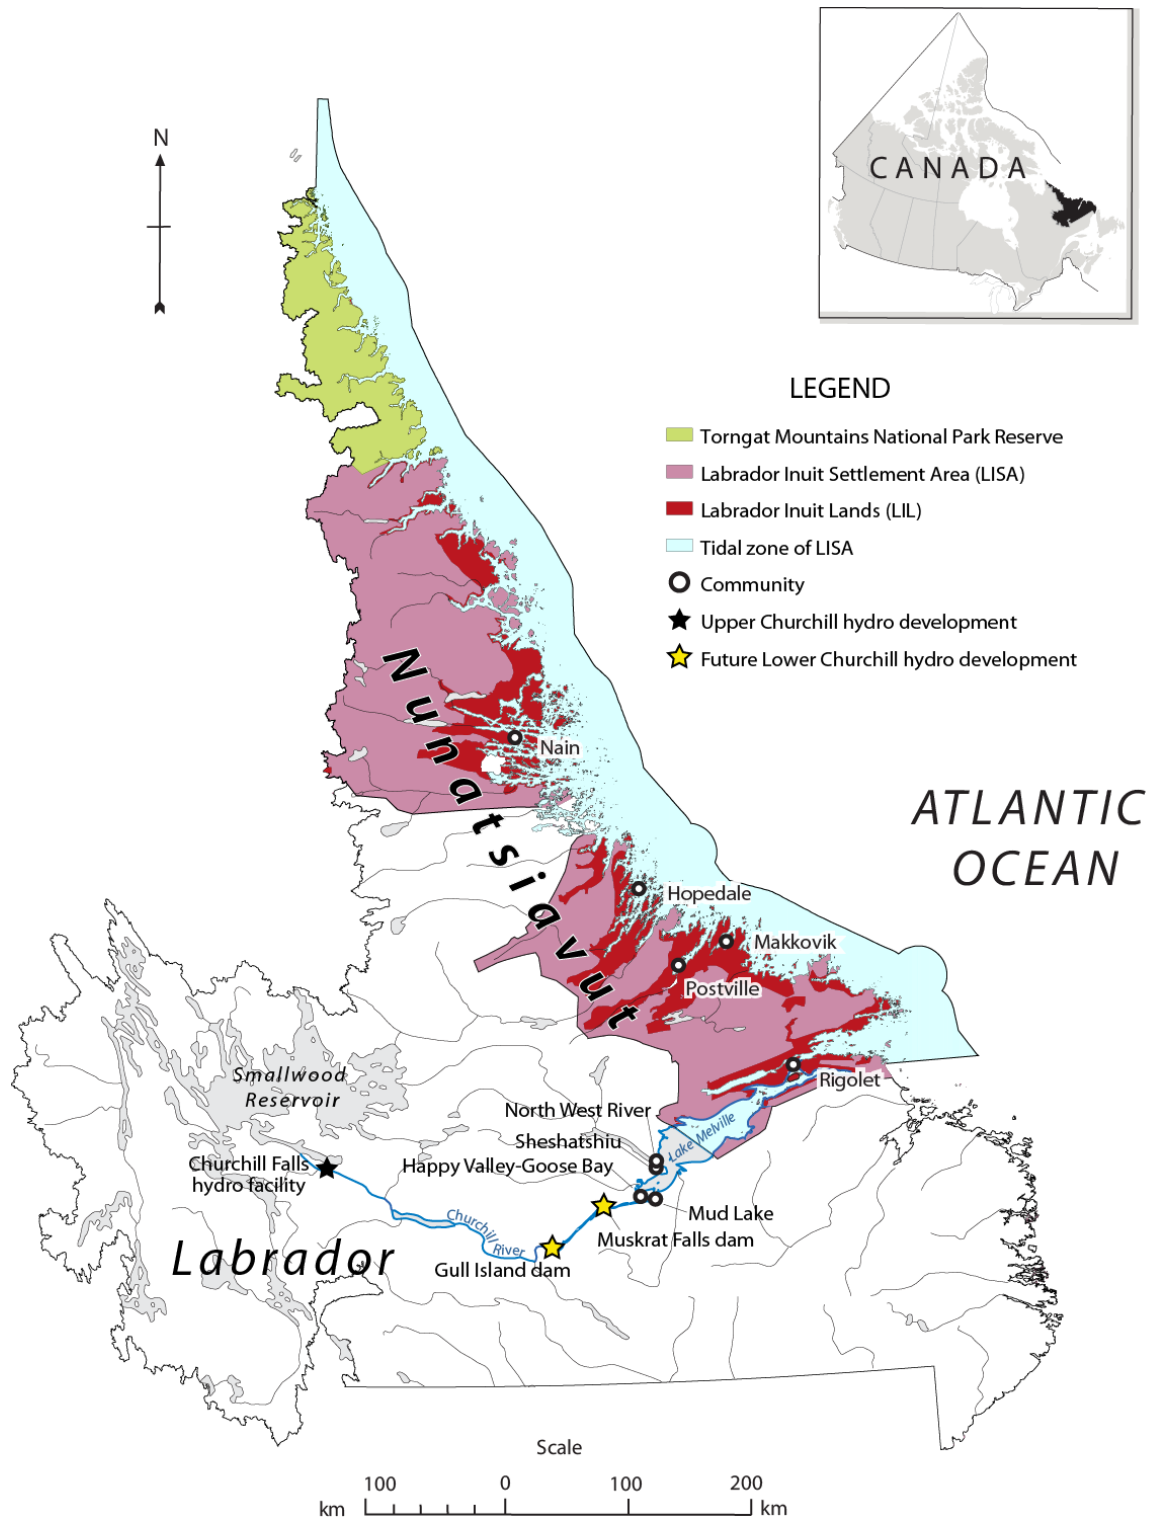 N
CANADA
LEGEND
Torngat Mountains National Park Reserve
Labrador Inuit Settlement Area (LISA)
Labrador Inuit Lands (LIL)
Tidal zone of LISA
Community
Upper Churchill hydro development
Future Lower Churchill hydro development
Nunatsiavut
Nain
ATLANTIC
OCEAN
Hopedale
Makkovik
Postville
Rigolet
Smallwood
Reservoir
North West River
Lake Melville
Sheshatshiu
Churchill Falls
hydro facility
Happy Valley-Goose Bay
Mud Lake
Churchill
River
Muskrat Falls dam
Labrador
Gull Island dam
Scale
100 0 100 200
km km